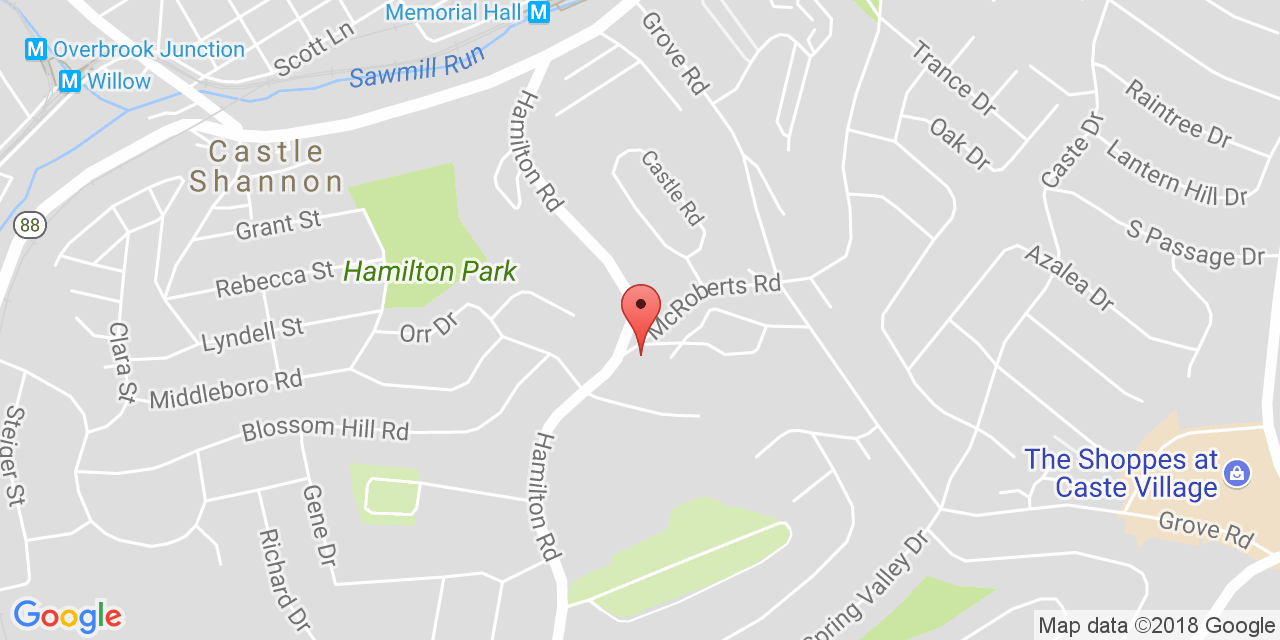 Memorial Hall M
M Overbrook Junction
M Willow
Scott Ln
Sawmill Run
Grove Rd
Trance Dr
Raintree Dr
Oak Dr
Caste Dr
Lantern Hill Dr
Hamilton Rd
Castle
Shannon
Castle Rd
88
Grant St
S Passage Dr
Rebecca St
Hamilton Park
Azalea Dr
McRoberts Rd
Orr Dr
Lyndell St
Clara St
Middleboro Rd
Blossom Hill Rd
Steiger St
Hamilton Rd
The Shoppes at
Caste Village
Gene Dr
Grove Rd
Richard Dr
Spring Valley Dr
Google
Map data ©2018 Google